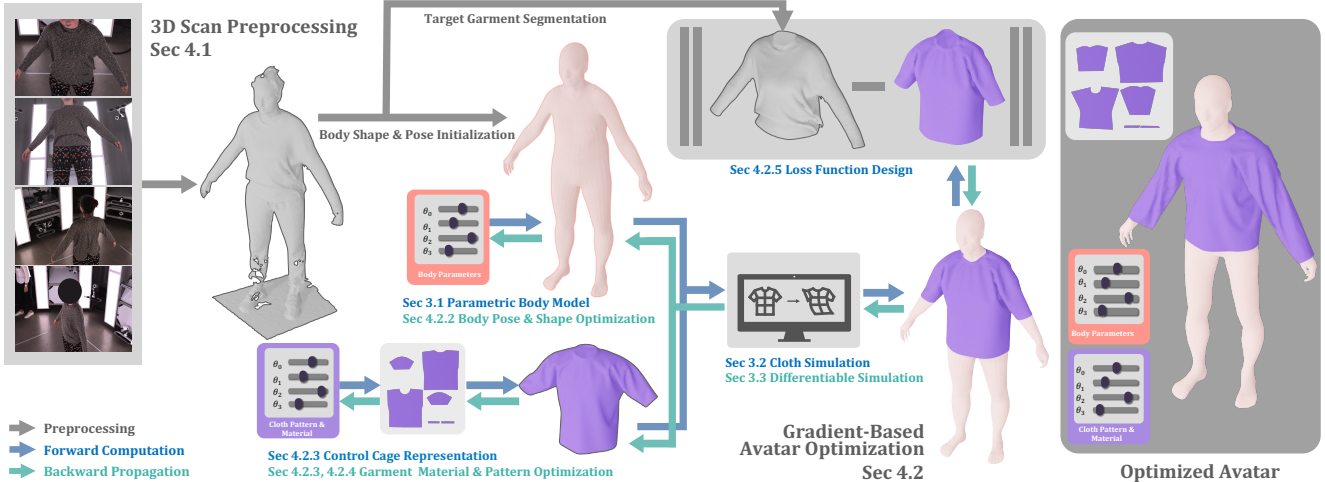 3D Scan Preprocessing
Sec 4.1
Target Garment Segmentation
Body Shape & Pose Initialization
θ0
θ1
θ2
θ3
Body Parameters
Sec 3.1 Parametric Body Model
Sec 4.2.2 Body Pose & Shape Optimization
θ0
θ1
θ2
θ3
Cloth Pattern &
Material
Sec 4.2.3 Control Cage Representation
Sec 4.2.3, 4.2.4 Garment Material & Pattern Optimization
Preprocessing
Forward Computation
Backward Propagation
Sec 4.2.5 Loss Function Design
Sec 3.2 Cloth Simulation
Sec 3.3 Differentiable Simulation
Gradient-Based
Avatar Optimization
Sec 4.2
θ0
θ1
θ2
θ3
Body Parameters
θ0
θ1
θ2
θ3
Cloth Pattern &
Material
Optimized Avatar